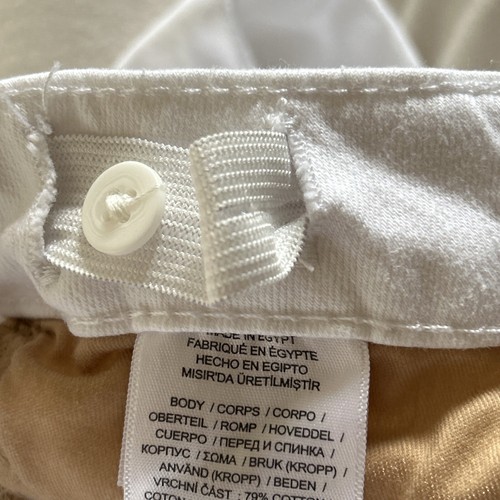 MADE IN EGYPT
FABRIQUÉ EN ÉGYPTE
HECHO EN EGIPTO
MISIR'DA ÜRETİLMİŞTİR
BODY / CORPS / CORPO /
OBERTEIL / ROMP / HOVEDDEL /
CUERPO / ПЕРЕД И СПИНКА /
КОРПУС / ΣΩΜΑ / BRUK (KROPP) /
ANVÄND (KROPP) / BEDEN /
VRCHNÍ ČÁST : 79% COTTON
COTON